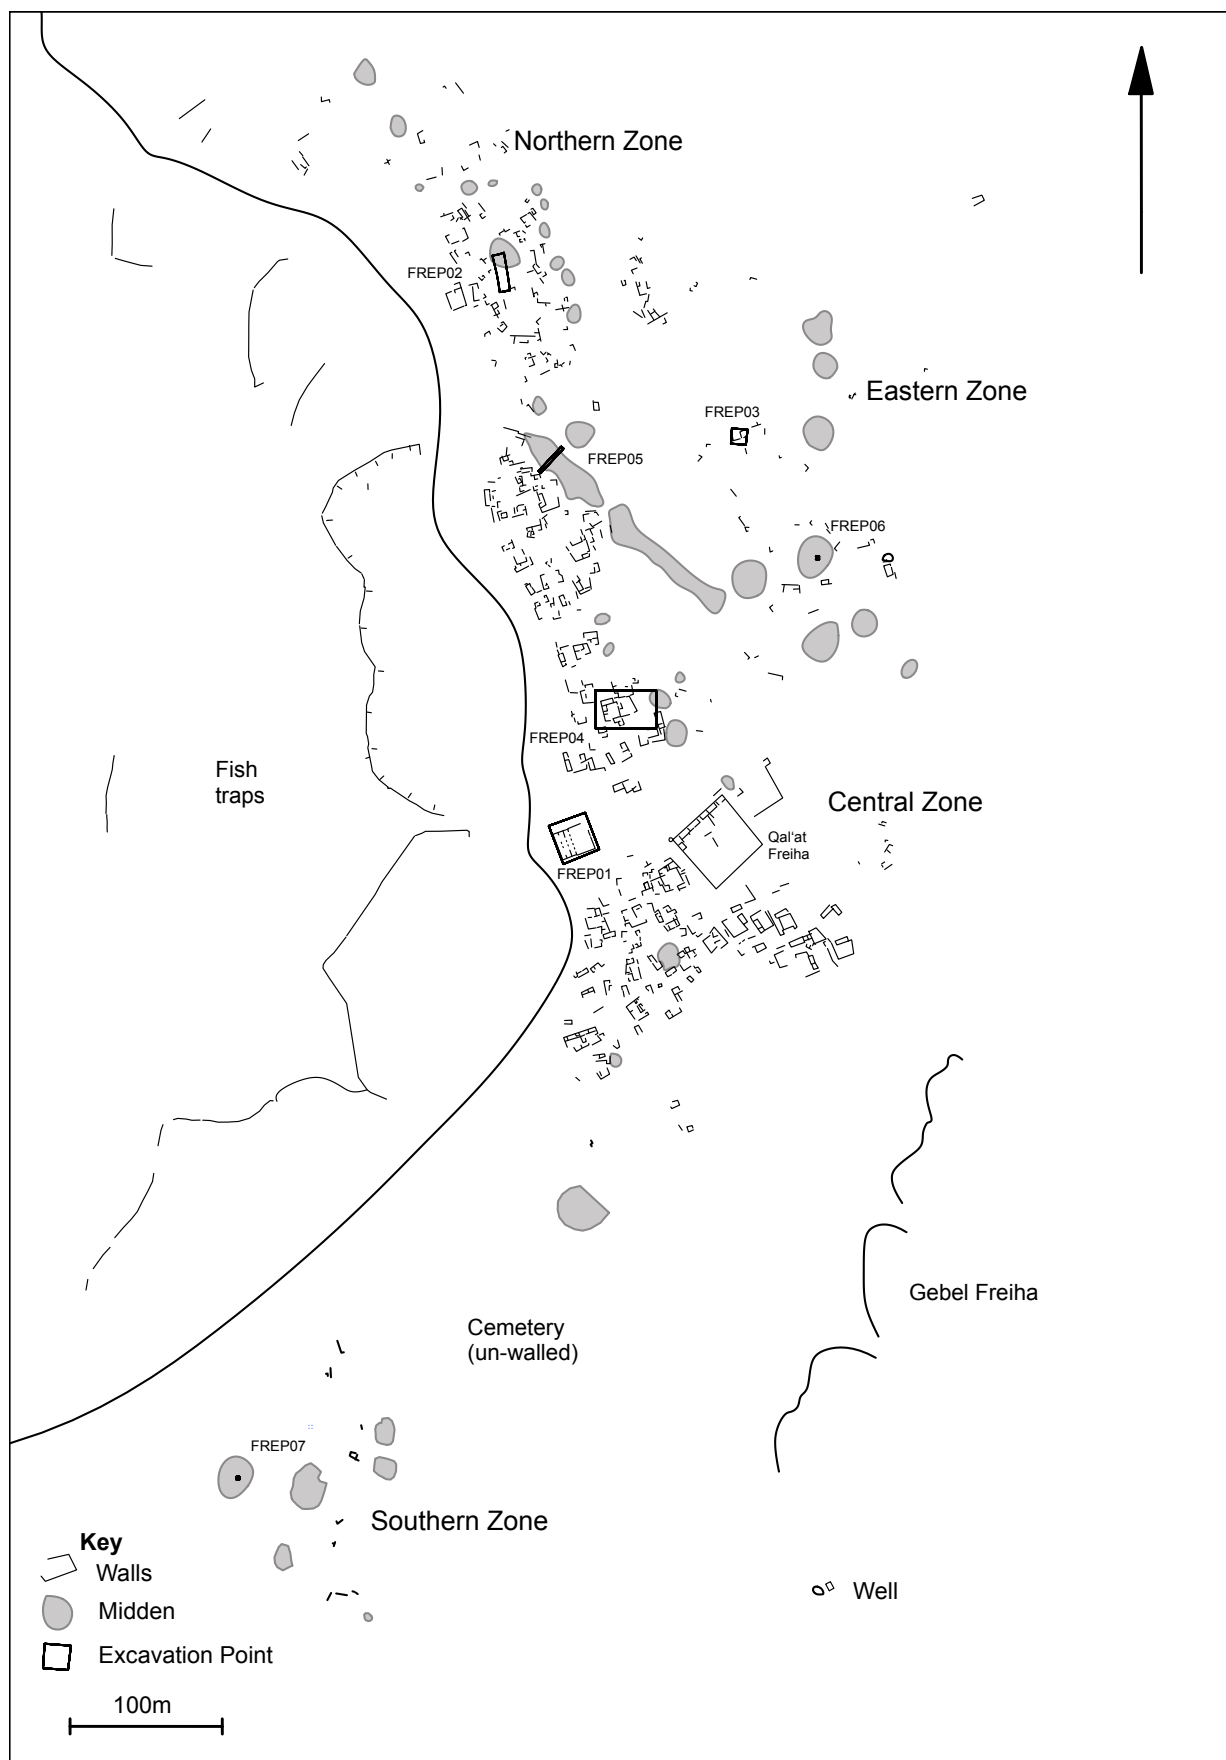 Northern Zone
FREP02
Eastern Zone
FREP03
FREP05
FREP06
FREP04
Fish
traps
Central Zone
Qal‘at
Freiha
FREP01
Gebel Freiha
Cemetery
(un-walled)
FREP07
Southern Zone
Key
Walls
Midden
Excavation Point
Well
100m